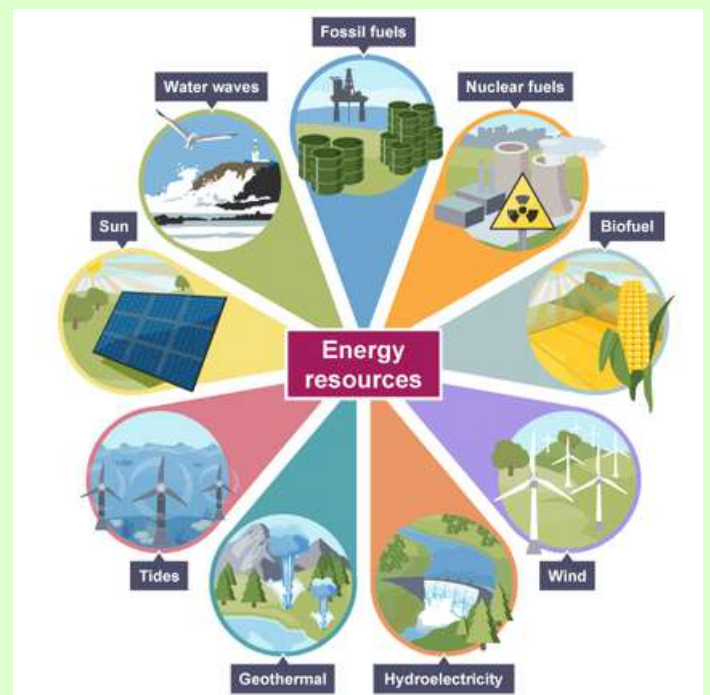 Fossil fuels
Water waves
Nuclear fuels
Sun
Biofuel
Energy
resources
Tides
Wind
Geothermal
Hydroelectricity